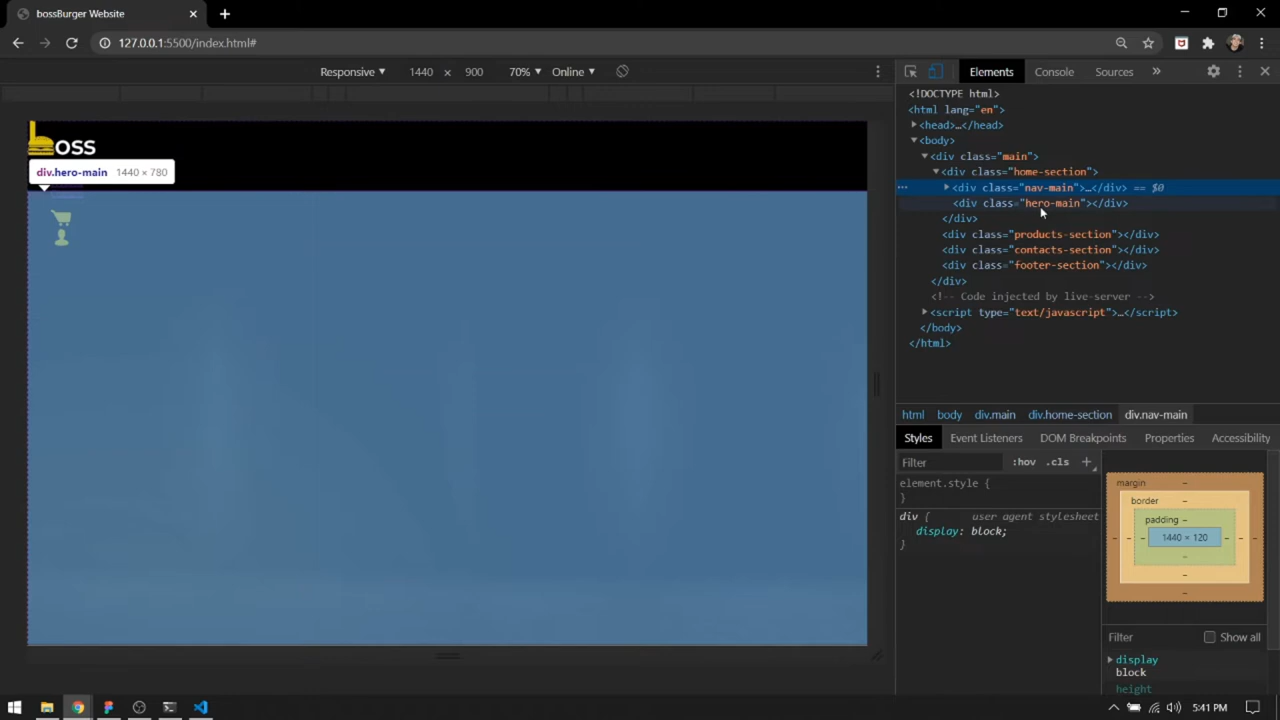 bossBurger Website
127.0.0.1:5500/index.html#
Responsive
1440 × 900
70%
Online
Elements
Console
Sources
boss
div.hero-main 1440 × 780
<!DOCTYPE html>
<html lang="en">
<head>…</head>
<body>
<div class="main">
<div class="home-section">
<div class="nav-main">…</div> == $0
<div class="hero-main"></div>
</div>
<div class="products-section"></div>
<div class="contacts-section"></div>
<div class="footer-section"></div>
</div>
<!-- Code injected by live-server -->
<script type="text/javascript">…</script>
</body>
</html>
html body div.main div.home-section div.nav-main
Styles Event Listeners DOM Breakpoints Properties Accessibility
Filter :hov .cls
element.style {
}
div { user agent stylesheet
display: block;
}
margin –
border –
padding –
– – – 1440 × 120 – – –
–
–
–
Filter Show all
display
block
height
5:41 PM